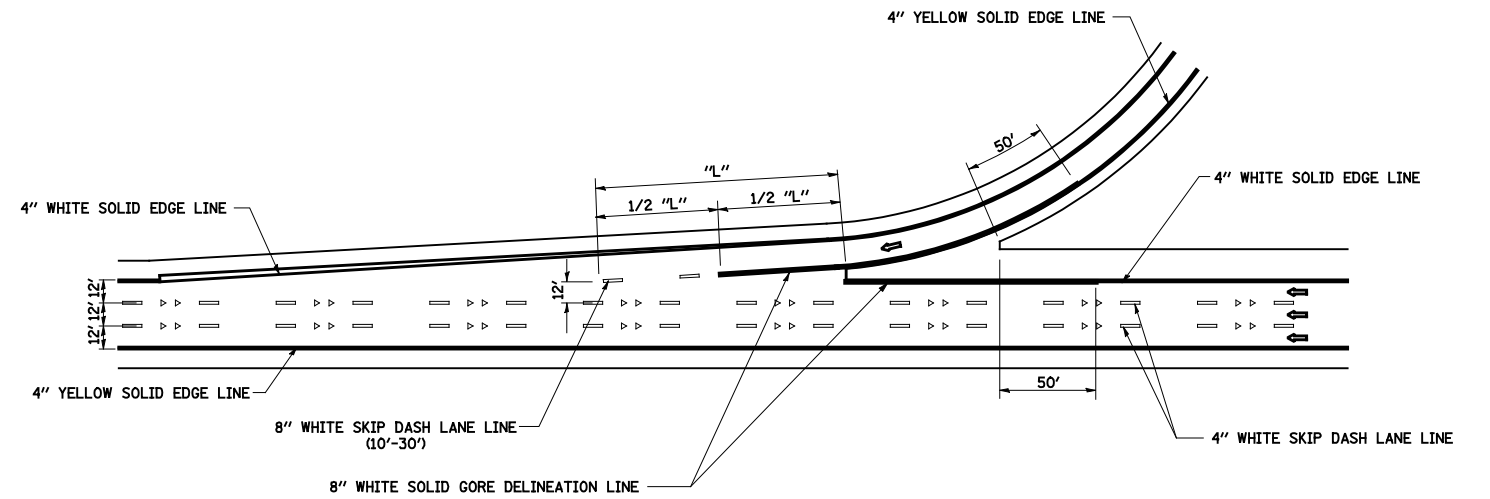 4" YELLOW SOLID EDGE LINE
50'
"L"
1/2 "L"
1/2 "L"
4" WHITE SOLID EDGE LINE
4" WHITE SOLID EDGE LINE
12'
12'
12'
12'
50'
4" YELLOW SOLID EDGE LINE
8" WHITE SKIP DASH LANE LINE
(10'-30')
4" WHITE SKIP DASH LANE LINE
8" WHITE SOLID GORE DELINEATION LINE